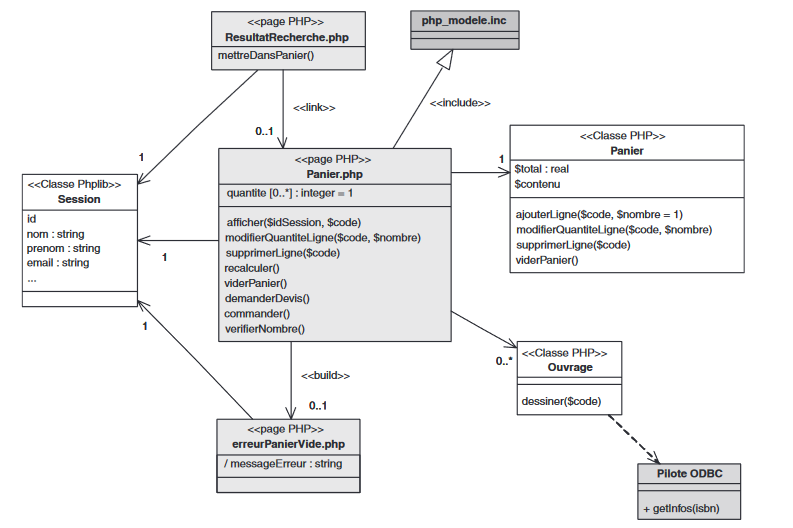 <<page PHP>>
ResultatRecherche.php
mettreDansPanier()
php_modele.inc
<<link>>
0..1
<<include>>
1
<<page PHP>>
Panier.php
quantite [0..*] : integer = 1
afficher($idSession, $code)
modifierQuantiteLigne($code, $nombre)
supprimerLigne($code)
recalculer()
viderPanier()
demanderDevis()
commander()
verifierNombre()
1
<<Classe PHP>>
Panier
$total : real
$contenu
ajouterLigne($code, $nombre = 1)
modifierQuantiteLigne($code, $nombre)
supprimerLigne($code)
viderPanier()
<<Classe Phplib>>
Session
id
nom : string
prenom : string
email : string
...
1
1
0..*
<<Classe PHP>>
Ouvrage
dessiner($code)
<<build>>
0..1
<<page PHP>>
erreurPanierVide.php
/ messageErreur : string
Pilote ODBC
+ getInfos(isbn)